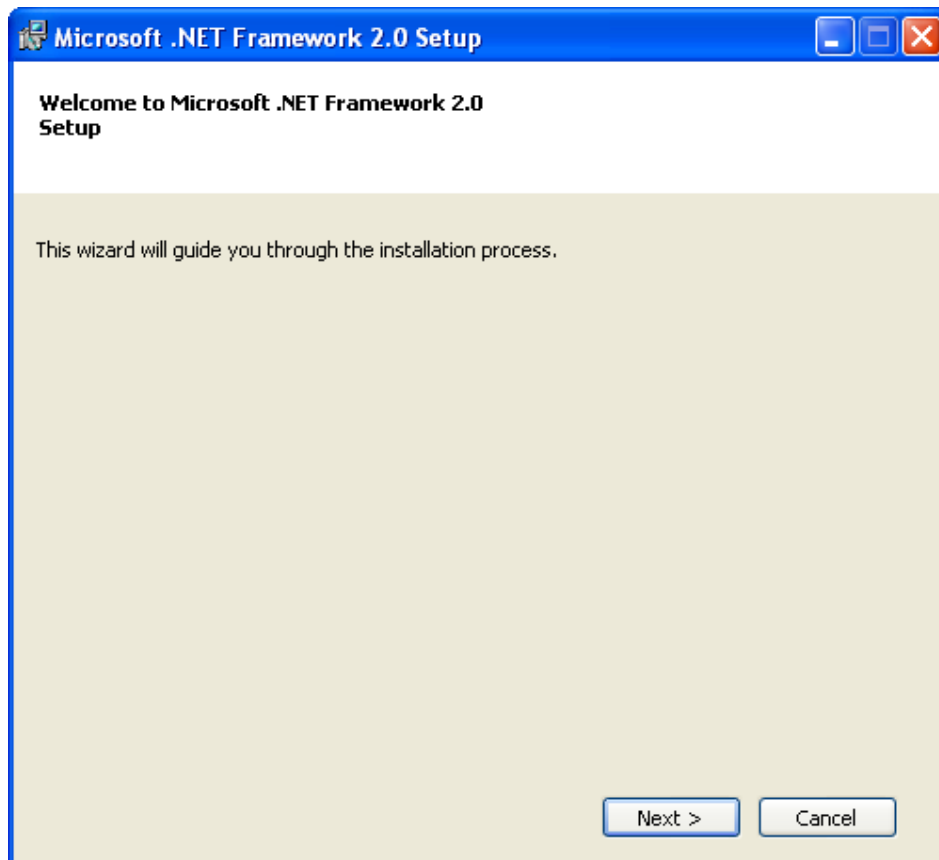 Microsoft .NET Framework 2.0 Setup
Welcome to Microsoft .NET Framework 2.0
Setup
This wizard will guide you through the installation process.
Next >
Cancel